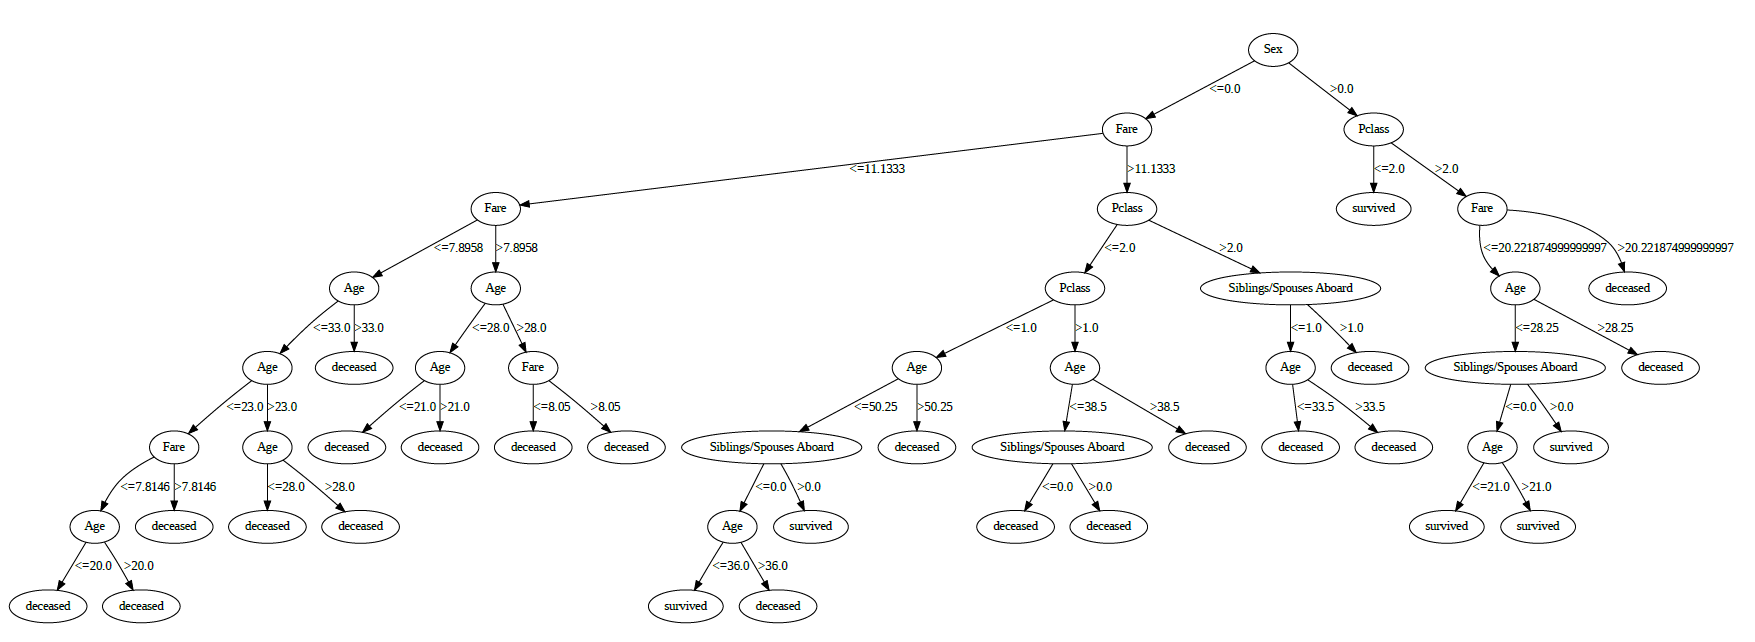 Sex
<=0.0
>0.0
Fare
Pclass
<=11.1333
>11.1333
<=2.0
>2.0
Fare
Pclass
survived
Fare
<=7.8958
>7.8958
<=2.0
>2.0
<=20.221874999999997
>20.221874999999997
Age
Age
Pclass
Siblings/Spouses Aboard
Age
deceased
<=33.0
>33.0
<=28.0
>28.0
<=1.0
>1.0
<=1.0
>1.0
<=28.25
>28.25
Age
deceased
Age
Fare
Age
Age
Age
deceased
Siblings/Spouses Aboard
deceased
<=23.0
>23.0
<=21.0
>21.0
<=8.05
>8.05
<=50.25
>50.25
<=38.5
>38.5
<=33.5
>33.5
<=0.0
>0.0
Fare
Age
deceased
deceased
deceased
deceased
Siblings/Spouses Aboard
deceased
Siblings/Spouses Aboard
deceased
deceased
deceased
Age
survived
<=7.8146
>7.8146
<=28.0
>28.0
<=0.0
>0.0
<=0.0
>0.0
<=21.0
>21.0
Age
deceased
deceased
deceased
Age
survived
deceased
deceased
survived
survived
<=20.0
>20.0
<=36.0
>36.0
deceased
deceased
survived
deceased